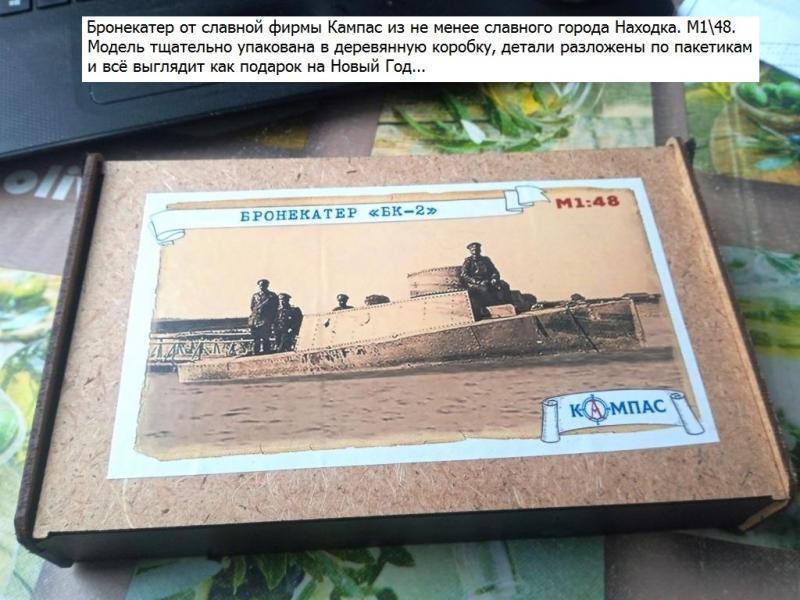 Бронекатер от славной фирмы Кампас из не менее славного города Находка. М1\48.
Модель тщательно упакована в деревянную коробку, детали разложены по пакетикам
и всё выглядит как подарок на Новый Год...
oli
БРОНЕКАТЕР «БК-2»
М1:48
КАМПАС